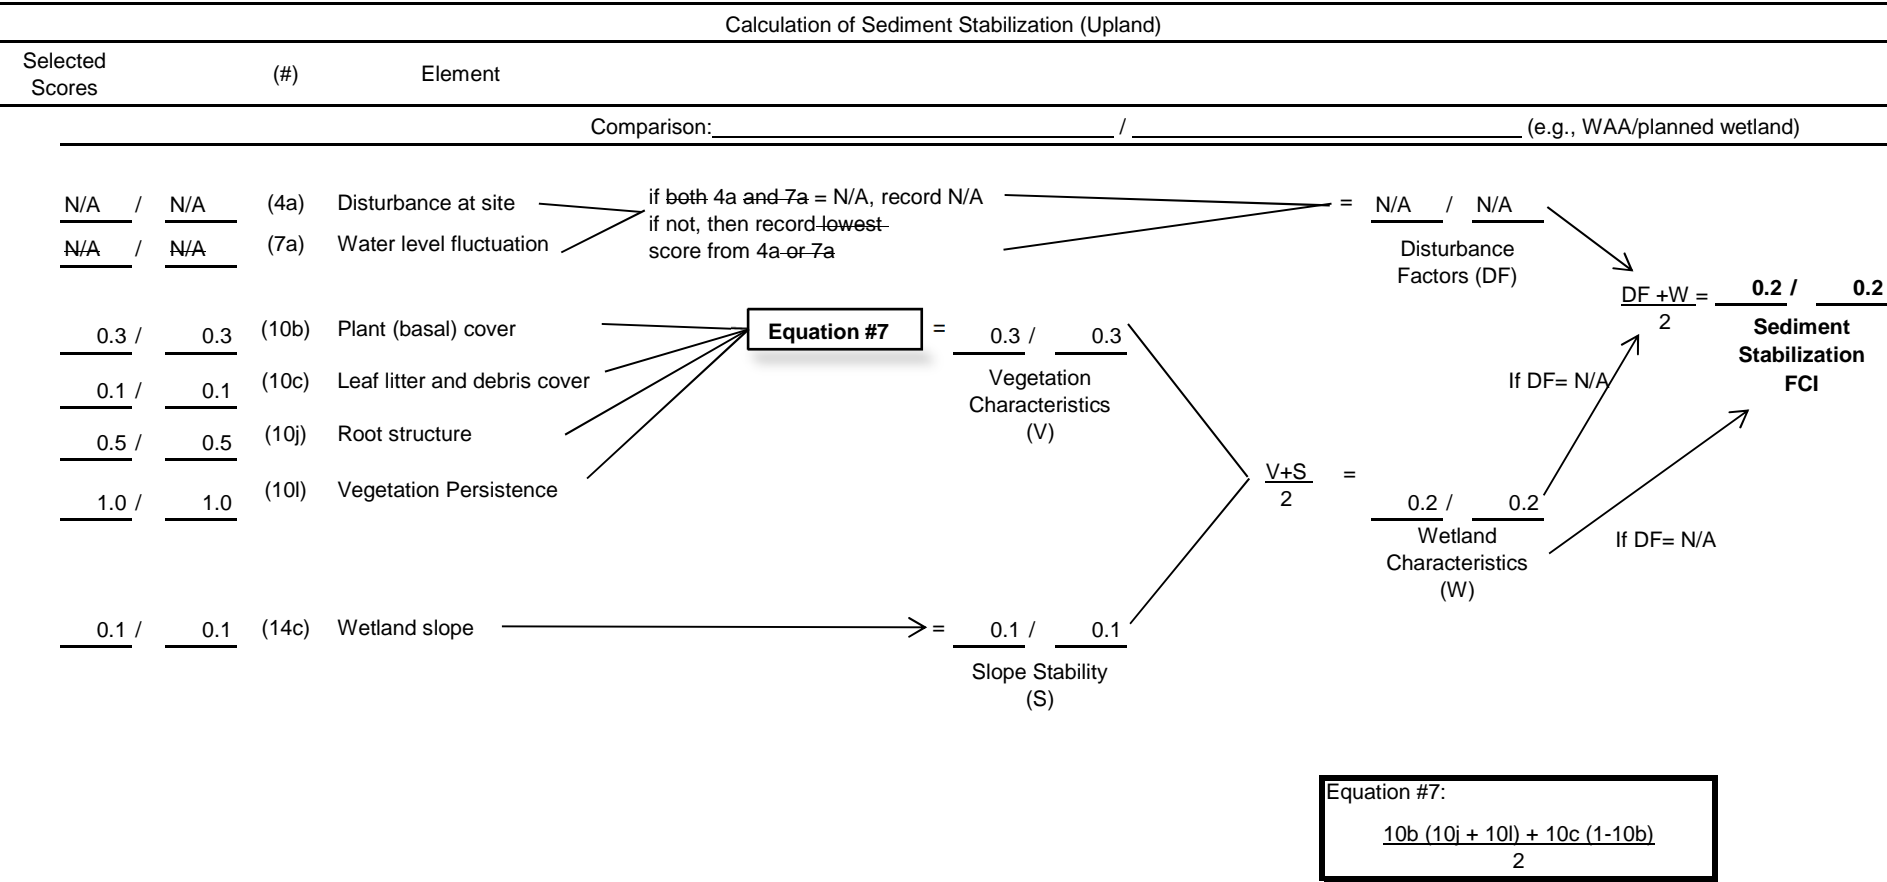 Calculation of Sediment Stabilization (Upland)
Selected Scores (#) Element
Comparison: / (e.g., WAA/planned wetland)
N/A / N/A (4a) Disturbance at site
N/A / N/A (7a) Water level fluctuation
if both 4a and 7a = N/A, record N/A
if not, then record lowest
score from 4a or 7a
= N/A / N/A
Disturbance
Factors (DF)
0.3 / 0.3 (10b) Plant (basal) cover
0.1 / 0.1 (10c) Leaf litter and debris cover
0.5 / 0.5 (10j) Root structure
1.0 / 1.0 (10l) Vegetation Persistence
Equation #7 = 0.3 / 0.3
Vegetation
Characteristics
(V)
0.1 / 0.1 (14c) Wetland slope
= 0.1 / 0.1
Slope Stability
(S)
V+S =
2
0.2 / 0.2
Wetland
Characteristics
(W)
If DF= N/A
If DF= N/A
DF +W = 0.2 / 0.2
2
Sediment
Stabilization
FCI
Equation #7:
10b (10j + 10l) + 10c (1-10b)
2